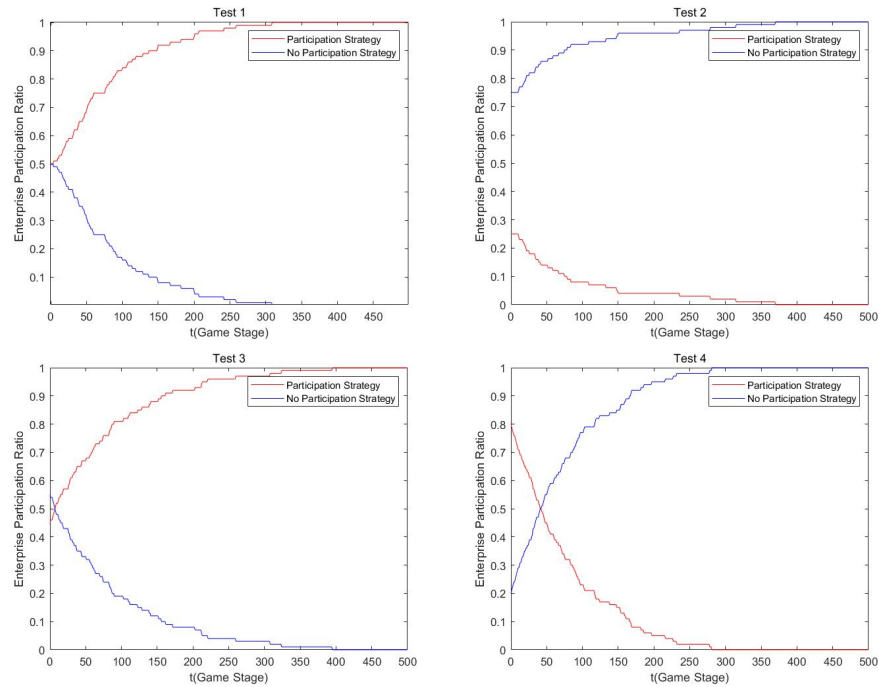 Test 1
Enterprise Participation Ratio
1
0.9
0.8
0.7
0.6
0.5
0.4
0.3
0.2
0.1
Participation Strategy
No Participation Strategy
0 50 100 150 200 250 300 350 400 450
t(Game Stage)
Test 2
Enterprise Participation Ratio
1
0.9
0.8
0.7
0.6
0.5
0.4
0.3
0.2
0.1
0
Participation Strategy
No Participation Strategy
0 50 100 150 200 250 300 350 400 450 500
t(Game Stage)
Test 3
Enterprise Participation Ratio
1
0.9
0.8
0.7
0.6
0.5
0.4
0.3
0.2
0.1
0
Participation Strategy
No Participation Strategy
0 50 100 150 200 250 300 350 400 450 500
t(Game Stage)
Test 4
Enterprise Participation Ratio
1
0.9
0.8
0.7
0.6
0.5
0.4
0.3
0.2
0.1
0
Participation Strategy
No Participation Strategy
0 50 100 150 200 250 300 350 400 450 500
t(Game Stage)